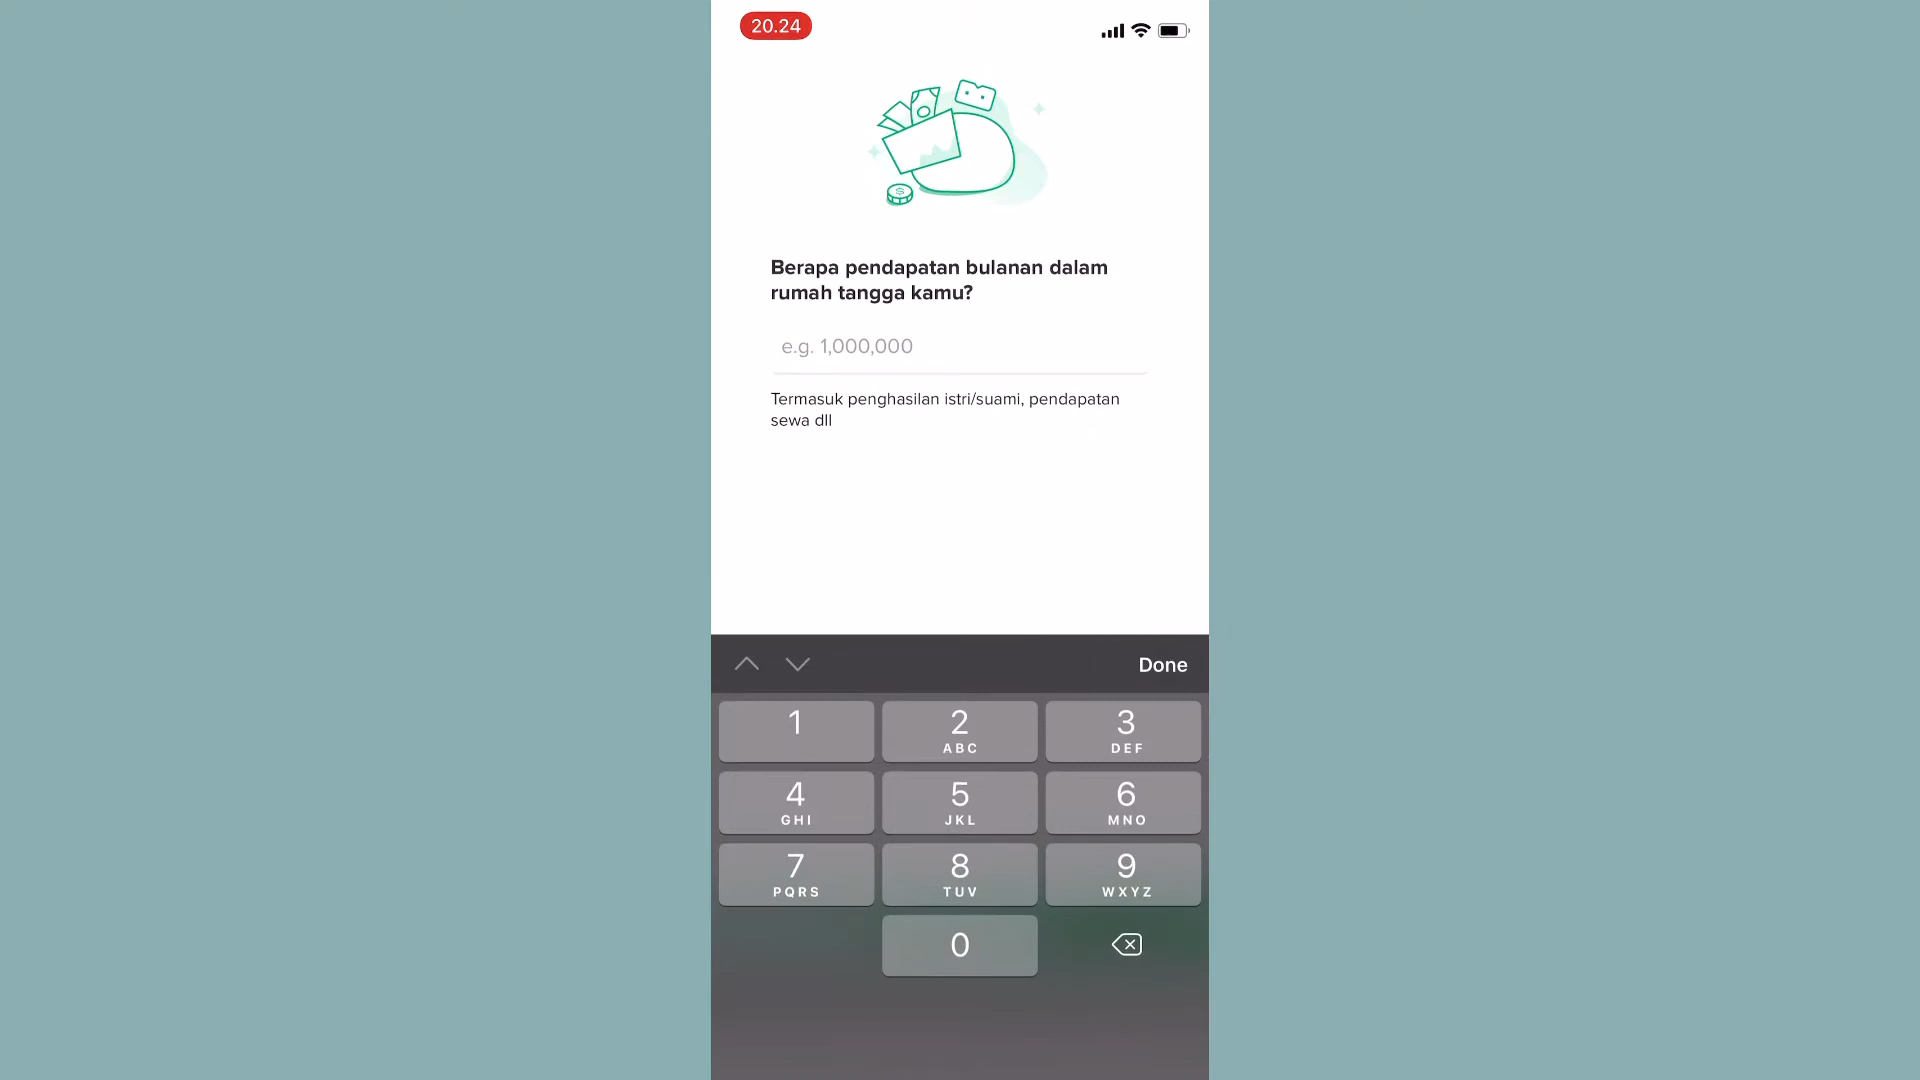 20.24
Berapa pendapatan bulanan dalam
rumah tangga kamu?
e.g. 1,000,000
Termasuk penghasilan istri/suami, pendapatan
sewa dll
Done
1
2
3
ABC
DEF
4
5
6
GHI
JKL
MNO
7
8
9
PQRS
TUV
WXYZ
0